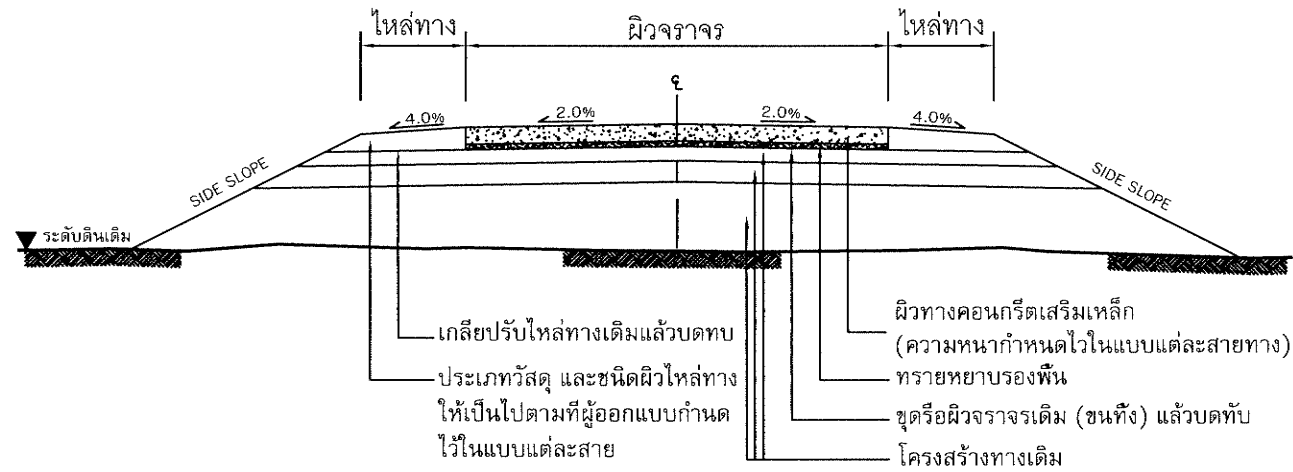 ไหล่ทาง ผิวจราจร ไหล่ทาง
℄
4.0% 2.0% 2.0% 4.0%
SIDE SLOPE SIDE SLOPE
ระดับดินเดิม
เกลียปรับไหล่ทางเดิมแล้วบดทบ
ประเภทวัสดุ และชนิดผิวไหล่ทาง
ให้เป็นไปตามที่ผู้ออกแบบกำนด
ไว้ในแบบแต่ละสาย
ผิวทางคอนกรีตเสริมเหล็ก
(ความหนากำหนดไวในแบบแต่ละสายทาง)
ทรายหยาบรองพื้น
ขุดรือผิวจราจรเดิม (ขนทิ้ง) แล้วบดทับ
โครงสร้างทางเดิม